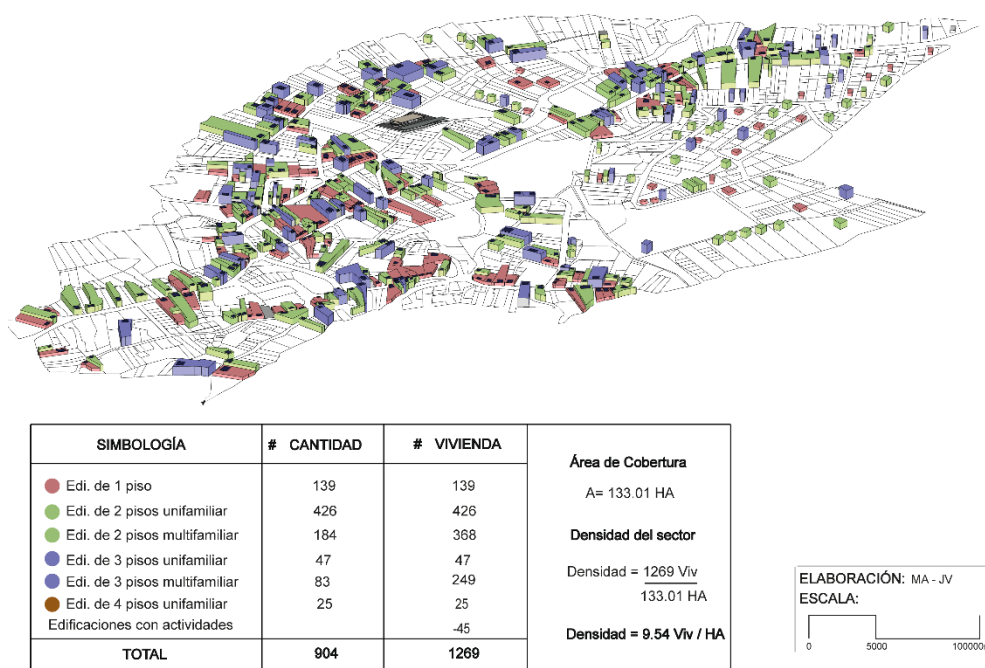 SIMBOLOGÍA # CANTIDAD # VIVIENDA
Edi. de 1 piso 139 139
Edi. de 2 pisos unifamiliar 426 426
Edi. de 2 pisos multifamiliar 184 368
Edi. de 3 pisos unifamiliar 47 47
Edi. de 3 pisos multifamiliar 83 249
Edi. de 4 pisos unifamiliar 25 25
Edificaciones con actividades -45
TOTAL 904 1269
Área de Cobertura
A= 133.01 HA
Densidad del sector
Densidad = 1269 Viv
133.01 HA
Densidad = 9.54 Viv / HA
ELABORACIÓN: MA - JV
ESCALA:
0 5000